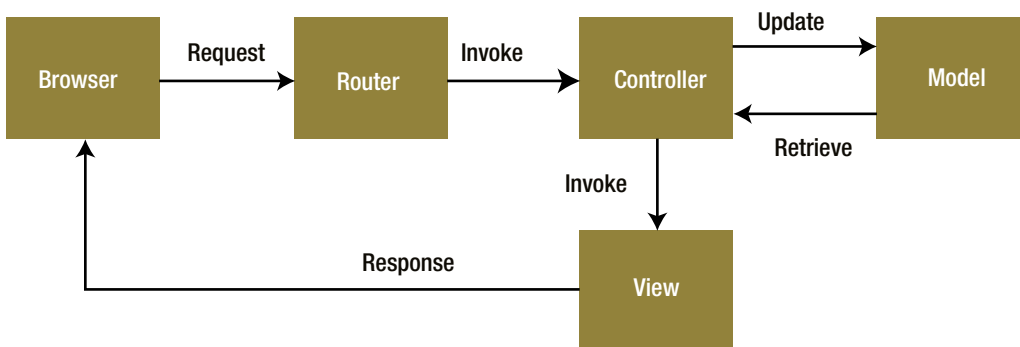 Browser
Request
Router
Invoke
Controller
Update
Model
Retrieve
Invoke
View
Response